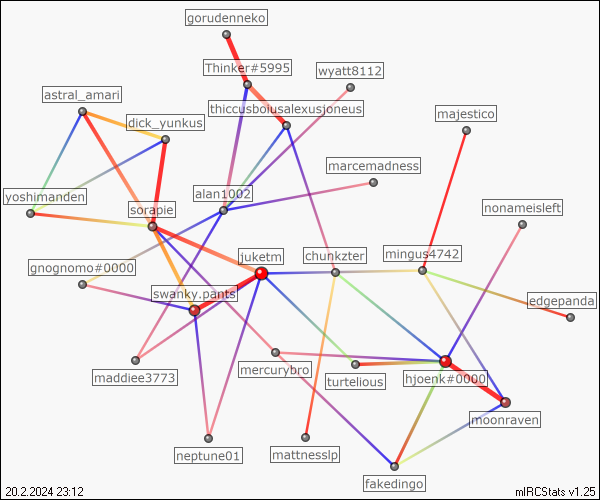 gorudenneko
Thinker#5995
wyatt8112
astral_amari
thiccusboiusalexusjoneus
majestico
dick_yunkus
marcemadness
yoshimanden
alan1002
sorapie
nonameisleft
juketm
chunkzter
mingus4742
gnognomo#0000
swanky.pants
edgepanda
maddiee3773
mercurybro
turtelious
hjoenk#0000
moonraven
neptune01
mattnesslp
fakedingo
20.2.2024 23:12
mIRCStats v1.25